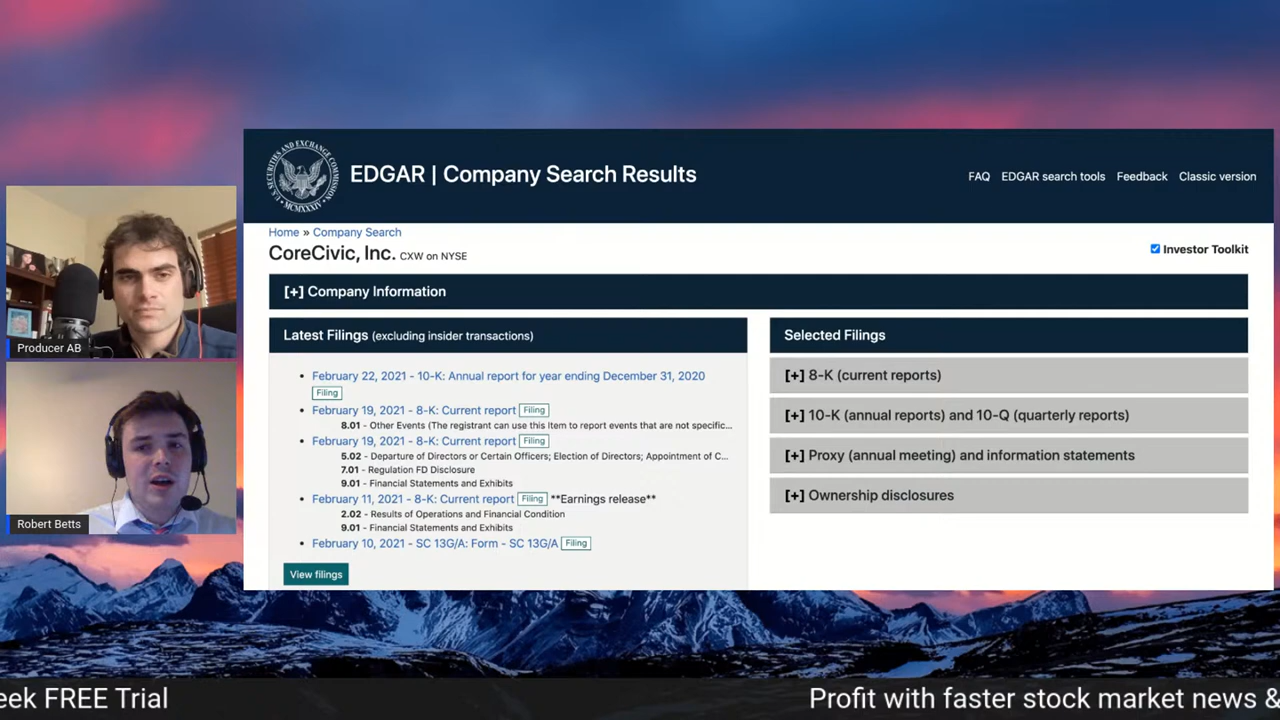 EDGAR | Company Search Results
FAQ EDGAR search tools Feedback Classic version
Home » Company Search
CoreCivic, Inc. CXW on NYSE
Investor Toolkit
[+] Company Information
Latest Filings (excluding insider transactions)
February 22, 2021 - 10-K: Annual report for year ending December 31, 2020
Filing
February 19, 2021 - 8-K: Current report Filing
8.01 - Other Events (The registrant can use this Item to report events that are not specific...
February 19, 2021 - 8-K: Current report Filing
5.02 - Departure of Directors or Certain Officers; Election of Directors; Appointment of C...
7.01 - Regulation FD Disclosure
9.01 - Financial Statements and Exhibits
February 11, 2021 - 8-K: Current report Filing **Earnings release**
2.02 - Results of Operations and Financial Condition
9.01 - Financial Statements and Exhibits
February 10, 2021 - SC 13G/A: Form - SC 13G/A Filing
View filings
Selected Filings
[+] 8-K (current reports)
[+] 10-K (annual reports) and 10-Q (quarterly reports)
[+] Proxy (annual meeting) and information statements
[+] Ownership disclosures
SECURITIES AND EXCHANGE COMMISSION
U.S.
MCMXXXIV
Producer AB
Robert Betts
eek FREE Trial
Profit with faster stock market news &